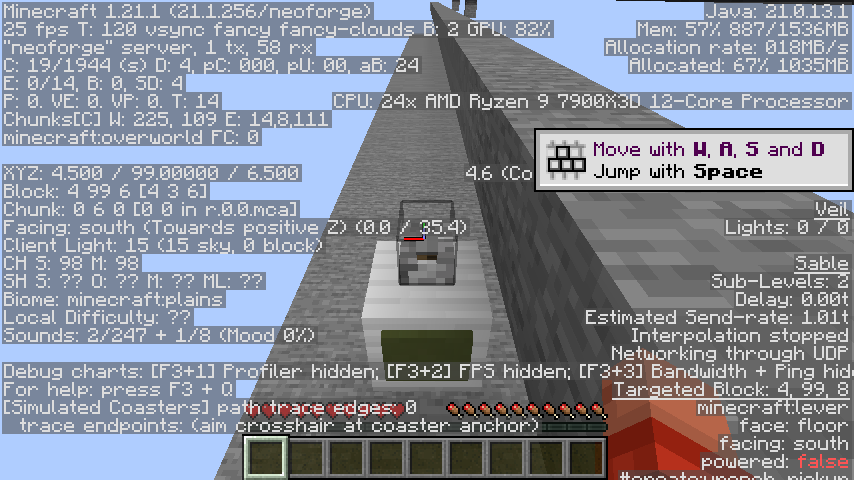 Minecraft 1.21.1 (21.1.256/neoforge)
25 fps T: 120 vsync fancy fancy-clouds B: 2 GPU: 82%
"neoforge" server, 1 tx, 58 rx
C: 19/1944 (s) D: 4, pC: 000, pU: 00, aB: 24
E: 0/14, B: 0, SD: 4
P: 0. VE: 0. VP: 0. T: 14
Chunks[C] W: 225, 109 E: 14,8,111
minecraft:overworld FC: 0
XYZ: 4.500 / 99.00000 / 6.500
Block: 4 99 6 [4 3 6]
Chunk: 0 6 0 [0 0 in r.0.0.mca]
Facing: south (Towards positive Z) (0.0 / 35.4)
Client Light: 15 (15 sky, 0 block)
CH S: 98 M: 98
SH S: ?? O: ?? M: ?? ML: ??
Biome: minecraft:plains
Local Difficulty: ??
Sounds: 2/247 + 1/8 (Mood 0%)
Debug charts: [F3+1] Profiler hidden; [F3+2] FPS hidden; [F3+3] Bandwidth + Ping hid
For help: press F3 + Q
[Simulated Coasters] path trace edges: 0
trace endpoints: (aim crosshair at coaster anchor)
Java: 21.0.13.1
Mem: 57% 887/1536MB
Allocation rate: 018MB/s
Allocated: 67% 1035MB
CPU: 24x AMD Ryzen 9 7900X3D 12-Core Processor
Move with W, A, S and D
Jump with Space
4.6 (Co
Veil
Lights: 0 / 0
Sable
Sub-Levels: 2
Delay: 0.00t
Estimated Send-rate: 1.01t
Interpolation stopped
Networking through UDP
Targeted Block: 4, 99, 8
minecraft:lever
face: floor
facing: south
powered: false